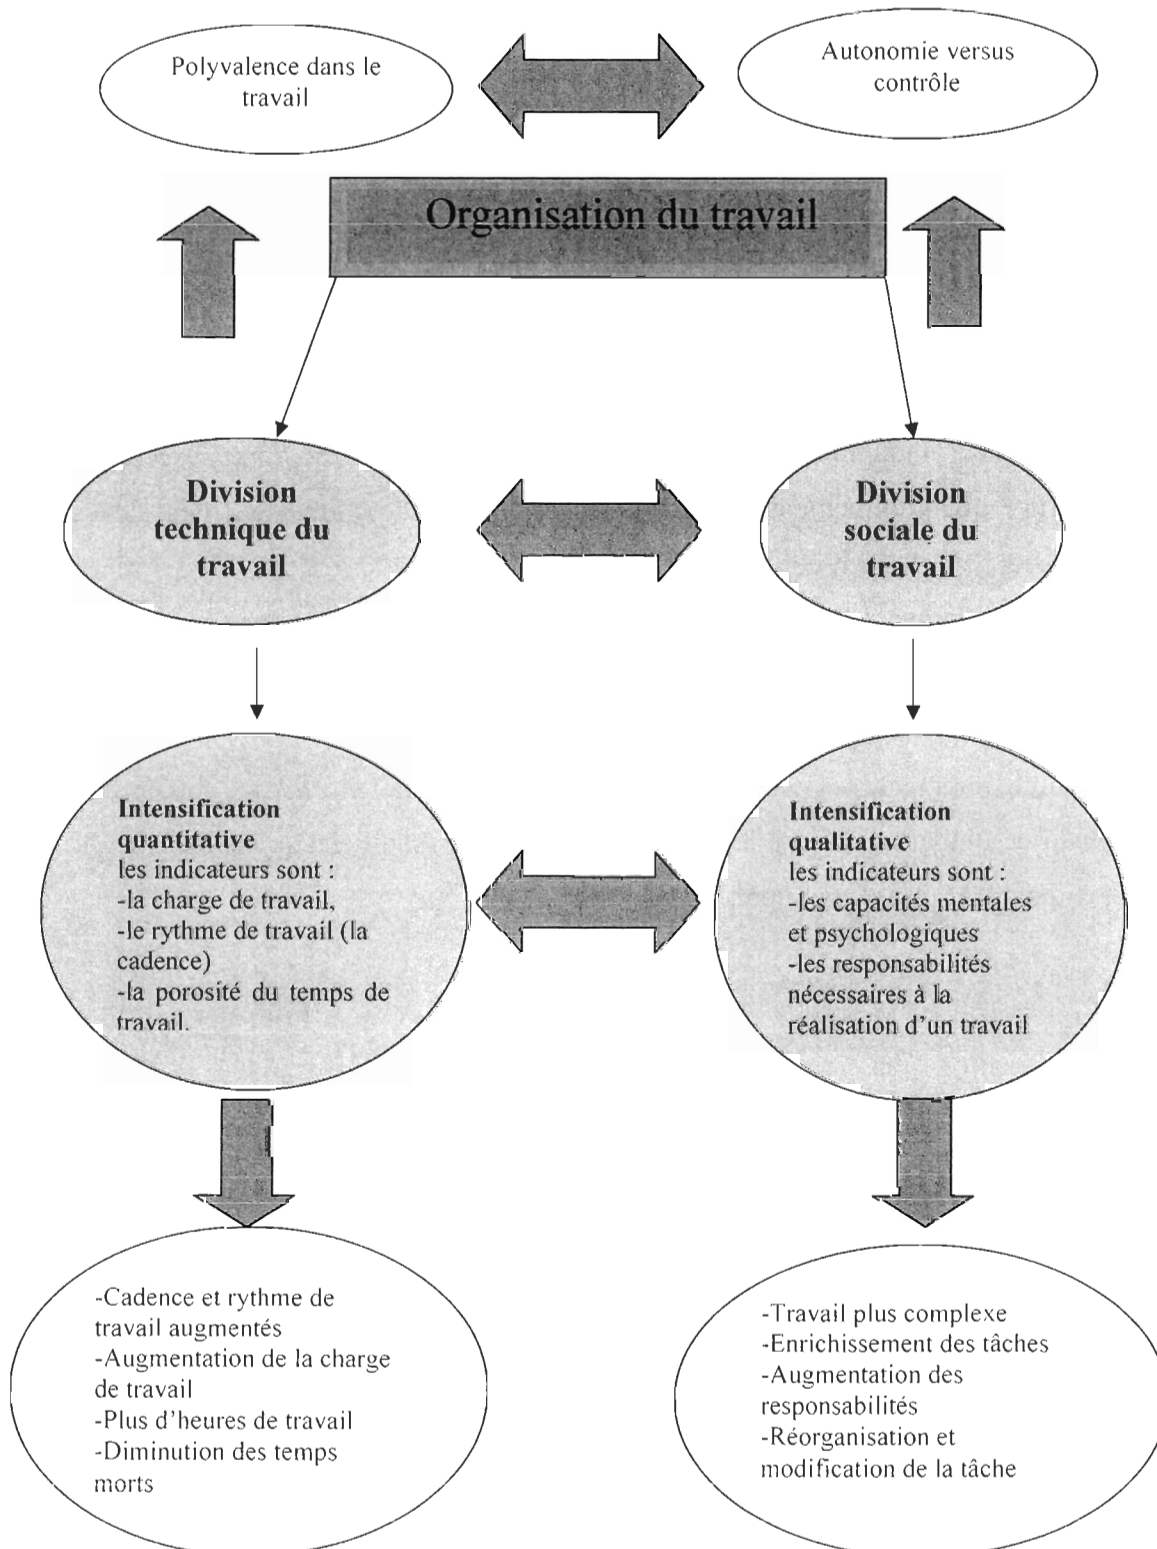 Polyvalence dans le
travail
Autonomie versus
contrôle
Organisation du travail
Division
technique du
travail
Division
sociale du
travail
Intensification
quantitative
les indicateurs sont :
-la charge de travail,
-le rythme de travail (la
cadence)
-la porosité du temps de
travail.
Intensification
qualitative
les indicateurs sont :
-les capacités mentales
et psychologiques
-les responsabilités
nécessaires à la
réalisation d'un travail
-Cadence et rythme de
travail augmentés
-Augmentation de la charge
de travail
-Plus d'heures de travail
-Diminution des temps
morts
-Travail plus complexe
-Enrichissement des tâches
-Augmentation des
responsabilités
-Réorganisation et
modification de la tâche